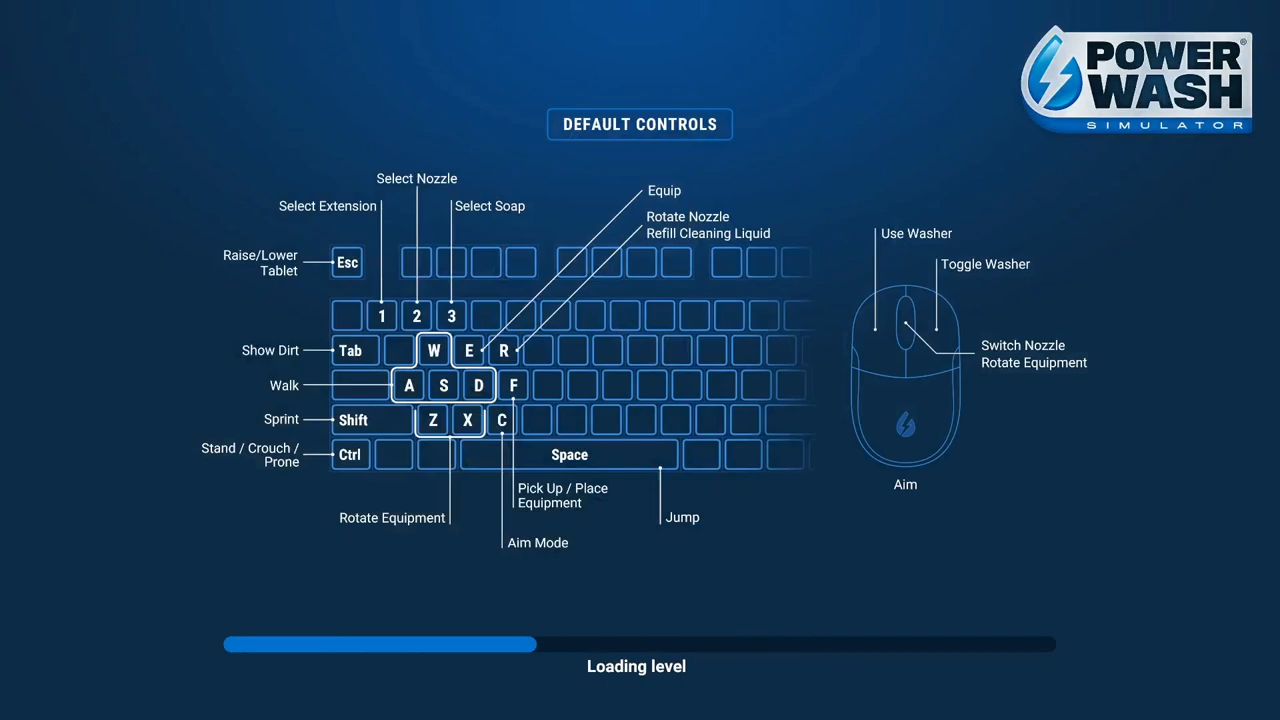 POWER
WASH
SIMULATOR
®
DEFAULT CONTROLS
Select Nozzle
Select Extension
Select Soap
Equip
Rotate Nozzle
Refill Cleaning Liquid
Raise/Lower
Tablet
Esc
1 2 3
Show Dirt
Tab W E R
Walk
A S D F
Sprint
Shift Z X C
Stand / Crouch /
Prone
Ctrl Space
Rotate Equipment
Pick Up / Place
Equipment
Aim Mode
Jump
Use Washer
Toggle Washer
Switch Nozzle
Rotate Equipment
Aim
Loading level